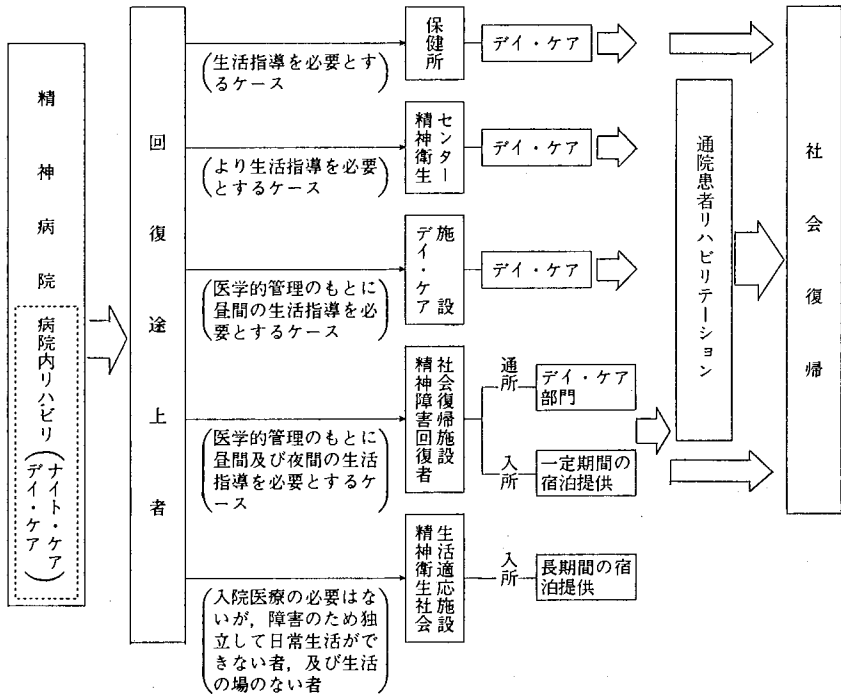 精神病院
病院内リハビリ
(ナイト・ケア
デイ・ケア)
回復途上者
(生活指導を必要とす
るケース)
保健所
デイ・ケア
(より生活指導を必要
とするケース)
精神衛生
センター
デイ・ケア
(医学的管理のもとに
昼間の生活指導を必
要とするケース)
デイ・ケア
施設
デイ・ケア
(医学的管理のもとに
昼間及び夜間の生活
指導を必要とするケ
ース)
精神障害回復者
社会復帰施設
通所
デイ・ケア
部門
入所
一定期間の
宿泊提供
(入院医療の必要はな
いが，障害のため独
立して日常生活がで
きない者，及び生活
の場のない者)
精神衛生社会
生活適応施設
入所
長期間の宿
泊提供
通院患者リハビリテーション
社会復帰